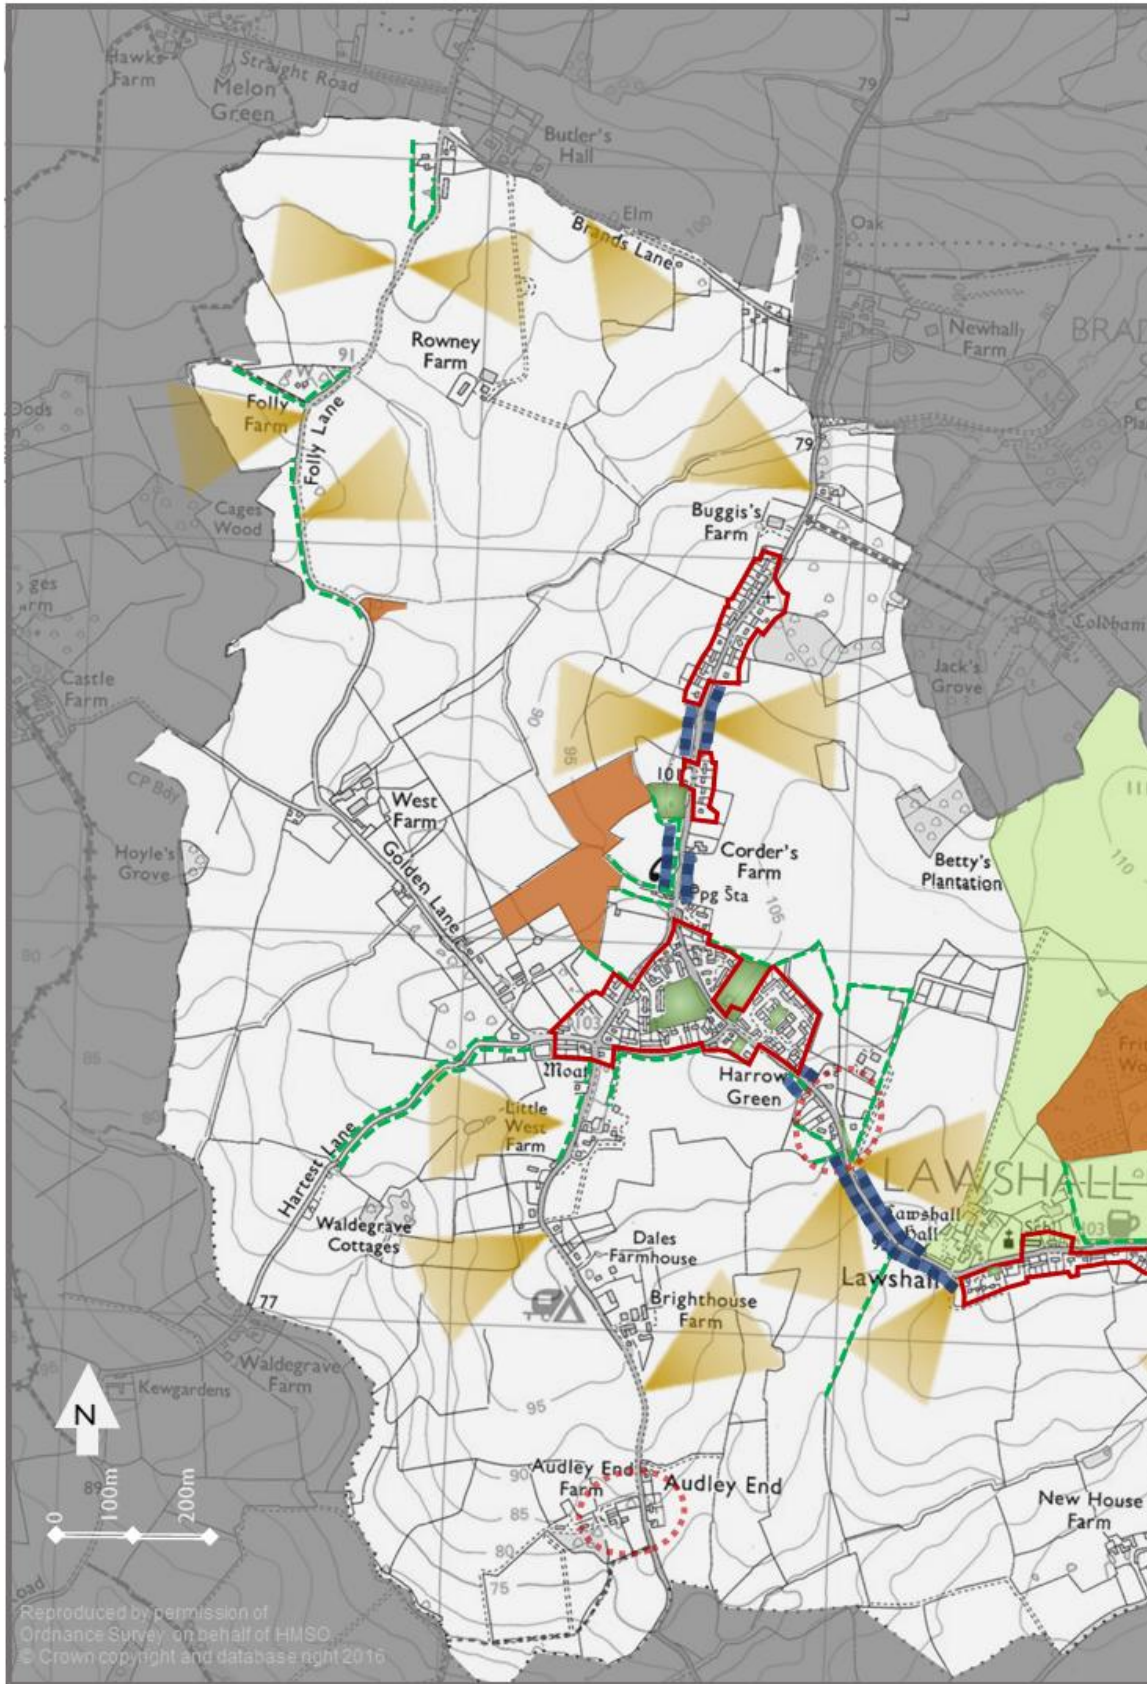 Hawks
Farm
Straight Road
Melon
Green
79
Butler's
Hall
Elm
100
Brands Lane
Oak
Newhall
Farm
Rowney
Farm
91
Folly
Farm
Folly Lane
79
Cages
Wood
Buggis's
Farm
Jack's
Grove
Castle
Farm
90
95
CP Bdy
West
Farm
101
Hoyle's
Grove
Golden Lane
Corder's
Farm
Betty's
Plantation
110
105
80
103
85
Moat
Harrow
Green
Little
West
Farm
Hartest Lane
LAWSHALL
Lawshall
Hall
Sch
103
Waldegrave
Cottages
Dales
Farmhouse
Lawshall
77
Brighthouse
Farm
Waldegrave
Farm
Kewgardens
N
95
90
Audley End
Farm
Audley End
89
85
80
75
New House
Farm
0
100m
200m
Reproduced by permission of
Ordnance Survey on behalf of HMSO.
© Crown copyright and database right 2016